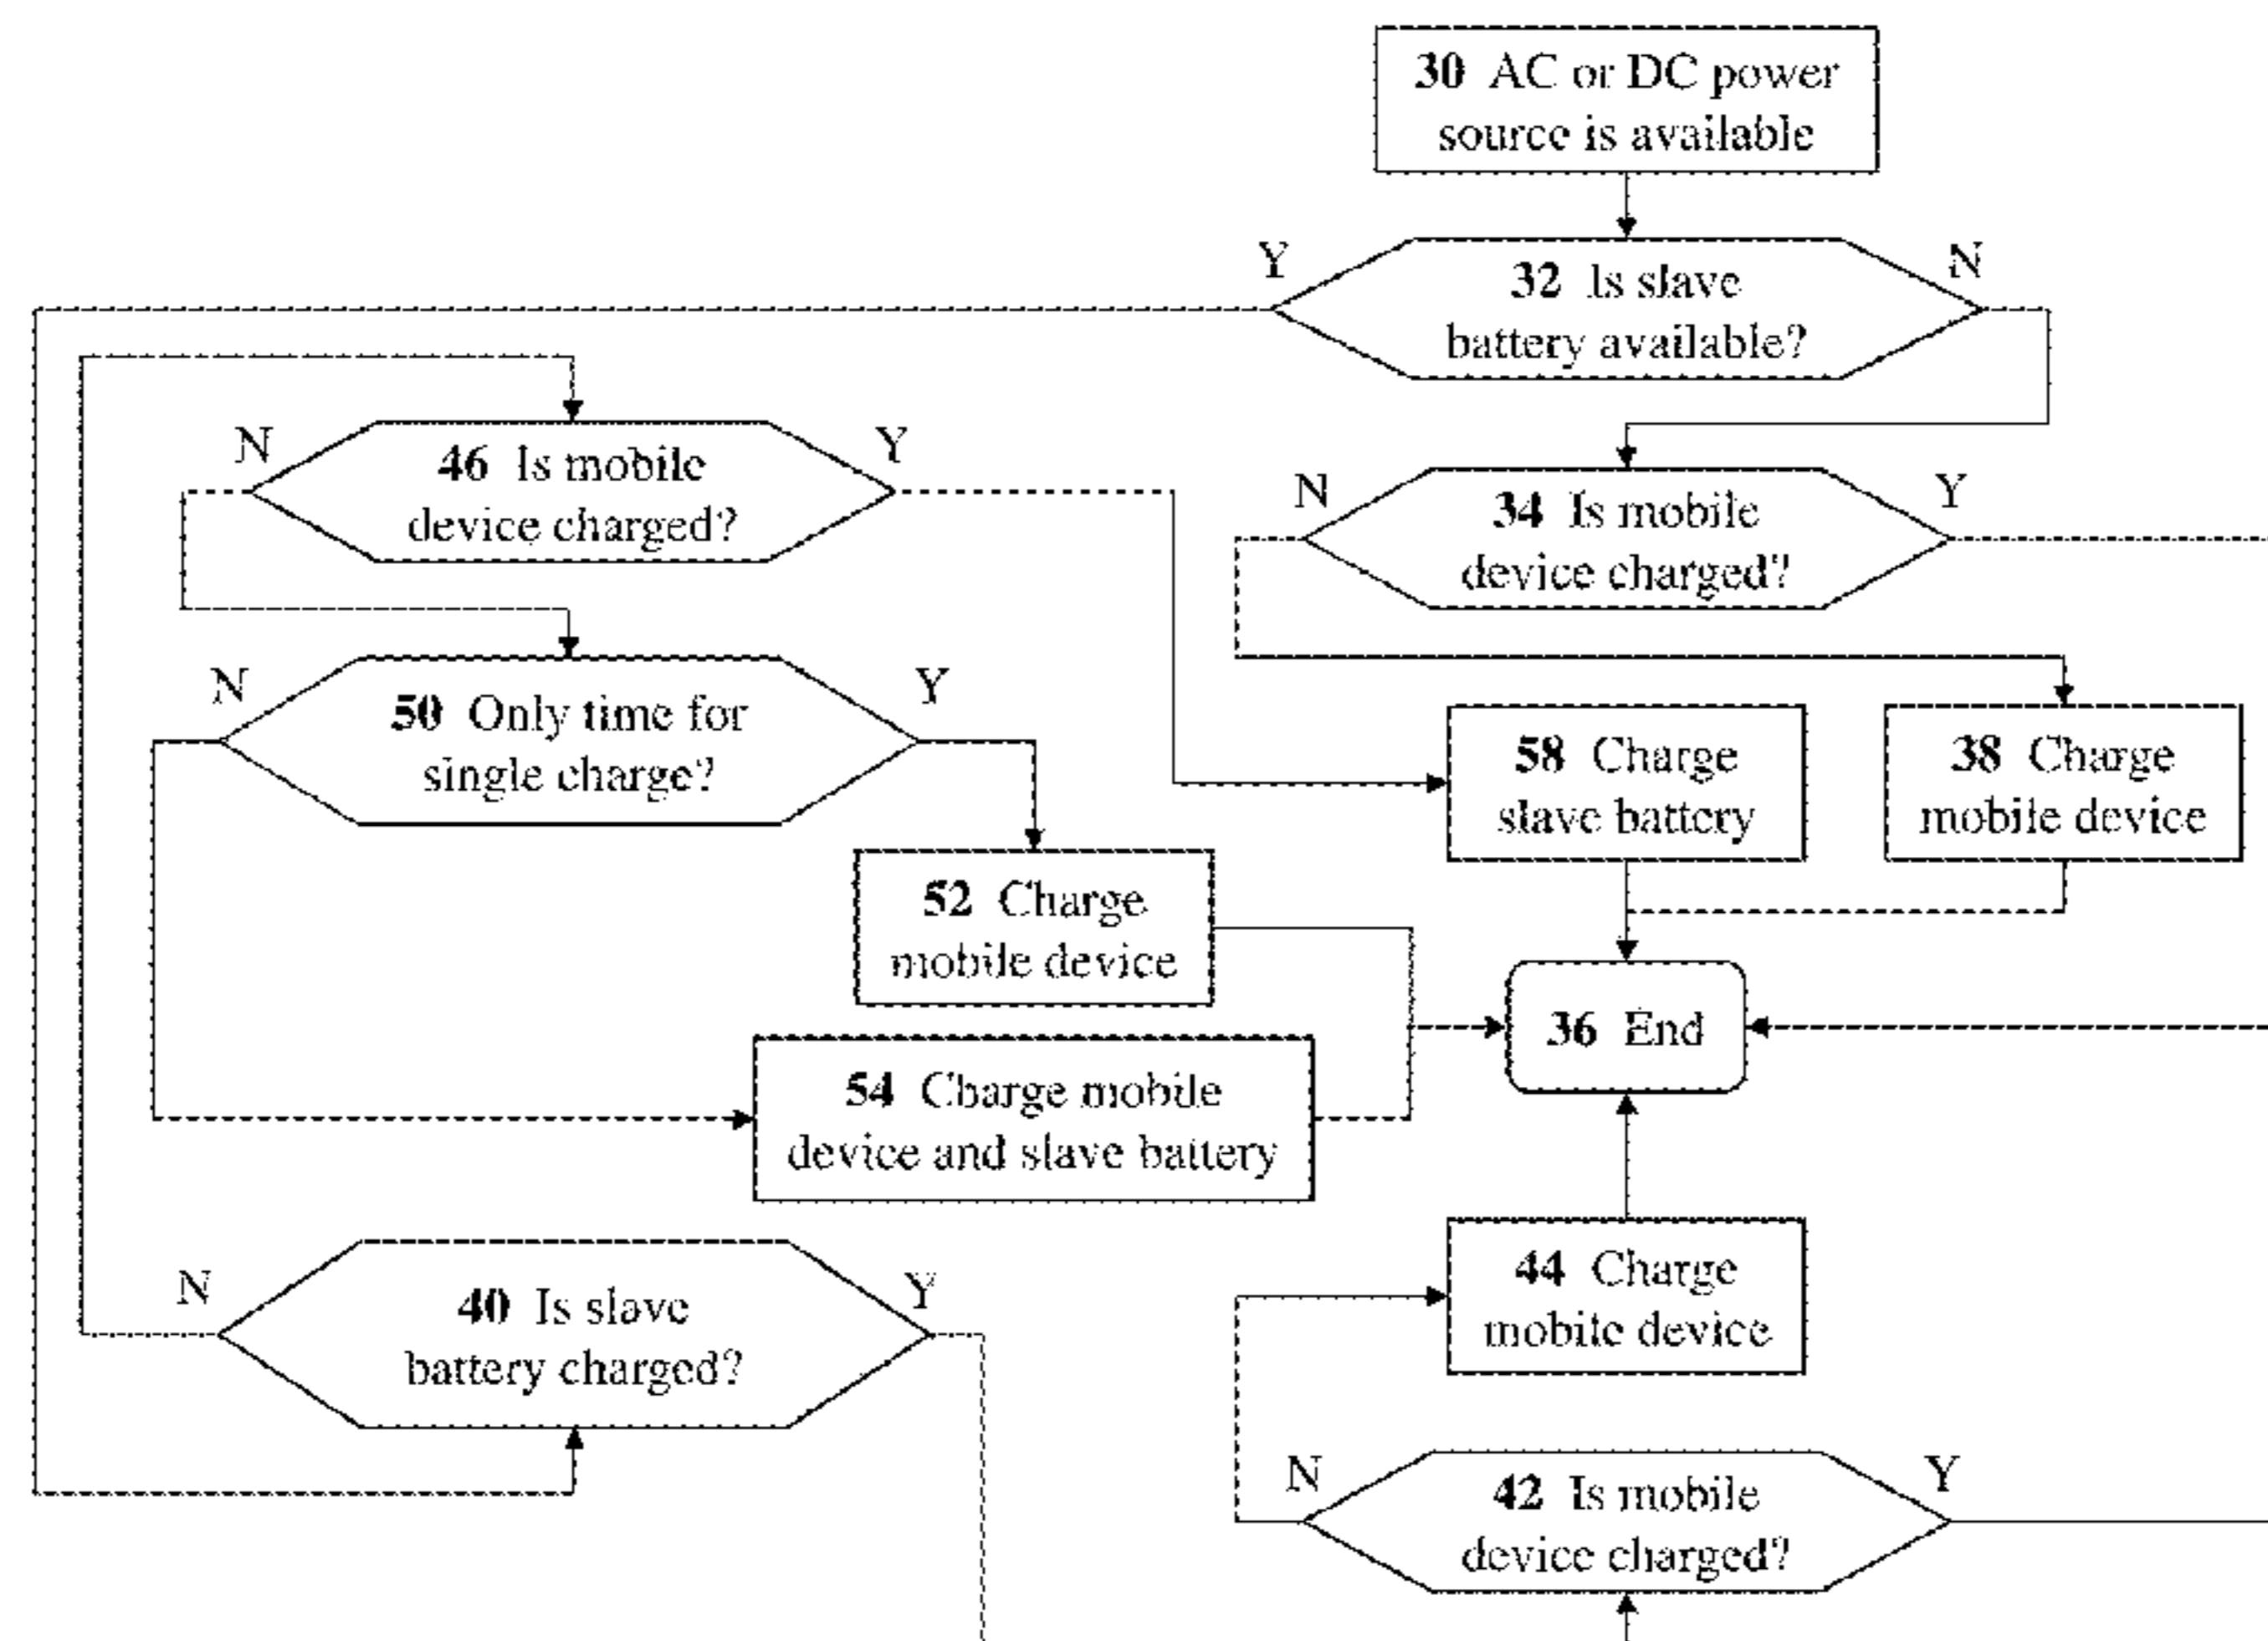 30 AC or DC power
source is available
Y
N
32 Is slave
battery available?
N
Y
46 Is mobile
device charged?
N
Y
34 Is mobile
device charged?
N
Y
50 Only time for
single charge?
58 Charge
slave battery
38 Charge
mobile device
52 Charge
mobile device
36 End
54 Charge mobile
device and slave battery
N
Y
40 Is slave
battery charged?
44 Charge
mobile device
N
Y
42 Is mobile
device charged?